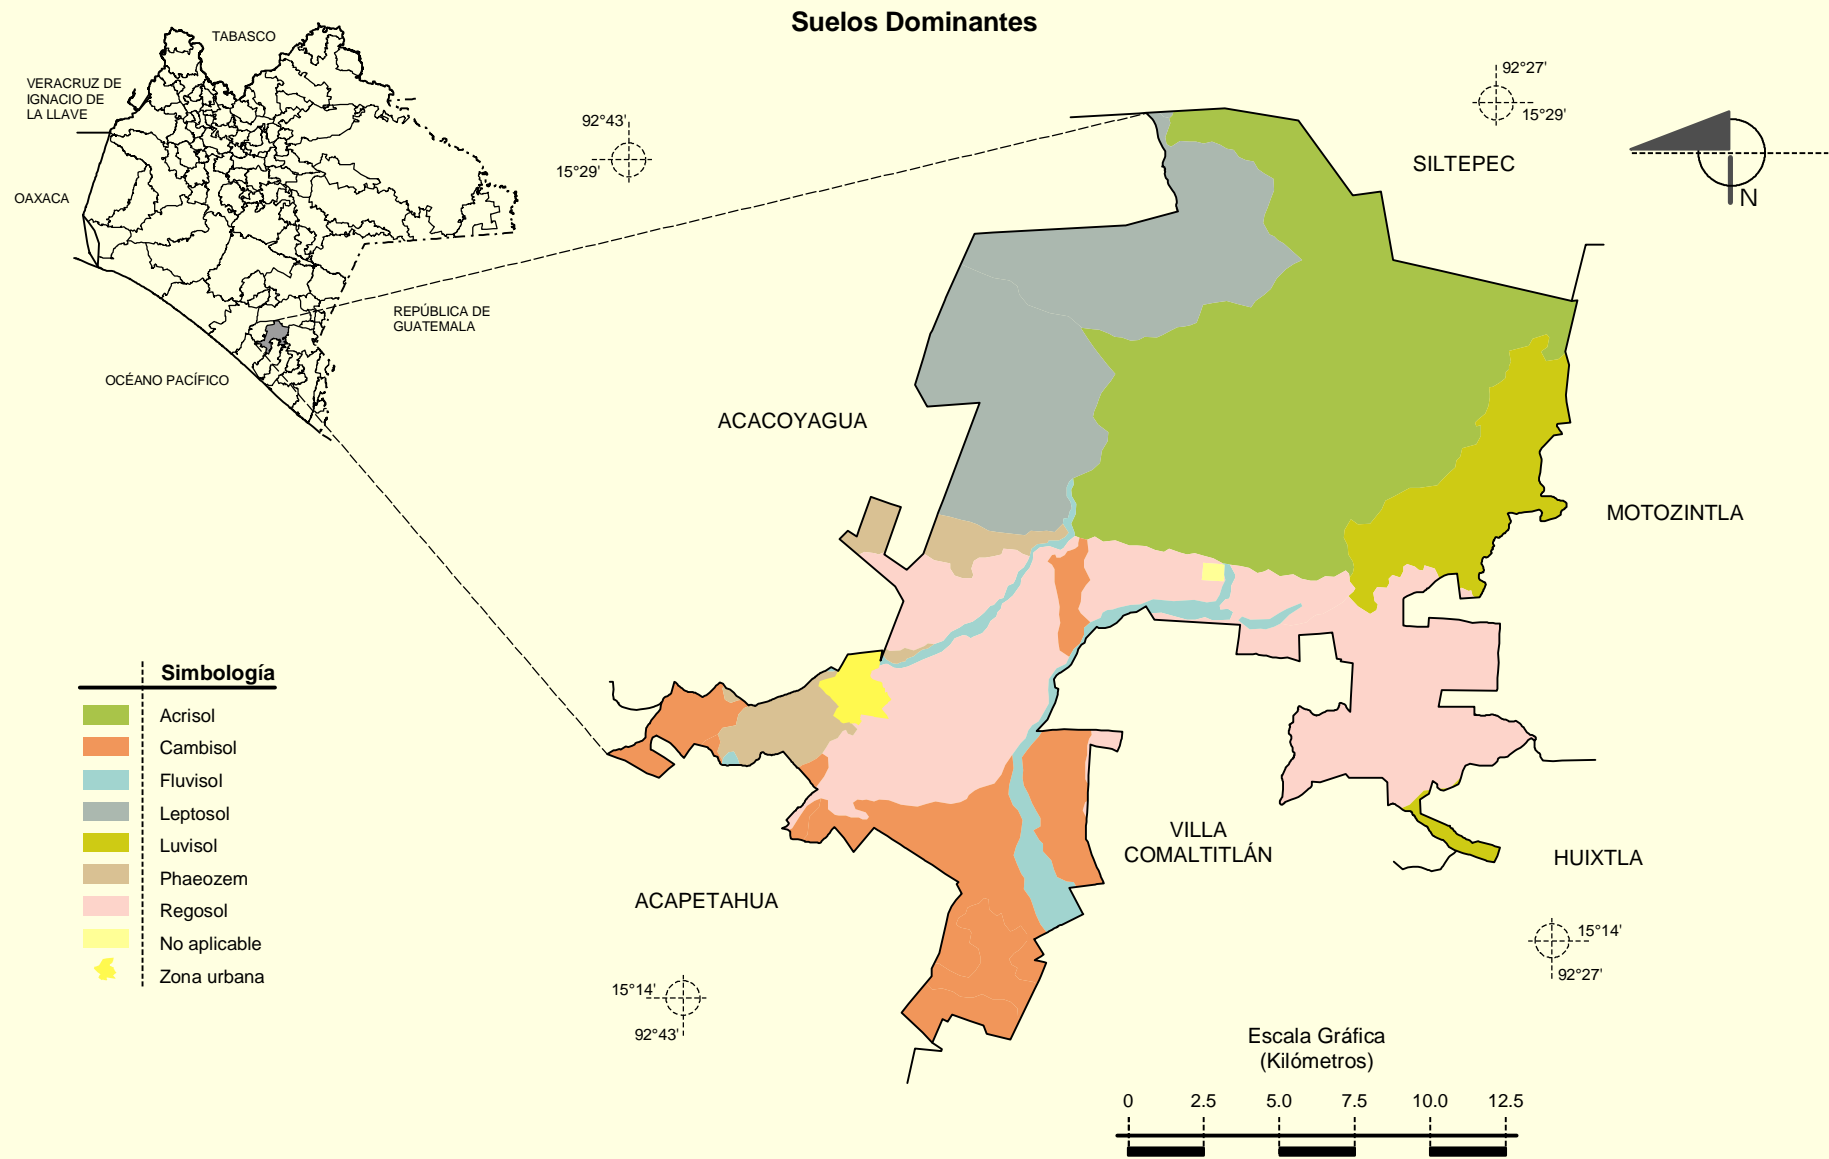 Suelos Dominantes
TABASCO
VERACRUZ DE
IGNACIO DE
LA LLAVE
OAXACA
REPÚBLICA DE
GUATEMALA
OCÉANO PACÍFICO
92°43'
15°29'
92°27'
15°29'
N
SILTEPEC
ACACOYAGUA
MOTOZINTLA
VILLA
COMALTITLÁN
HUIXTLA
ACAPETAHUA
15°14'
92°43'
15°14'
92°27'
Simbología
Acrisol
Cambisol
Fluvisol
Leptosol
Luvisol
Phaeozem
Regosol
No aplicable
Zona urbana
Escala Gráfica
(Kilómetros)
0 2.5 5.0 7.5 10.0 12.5